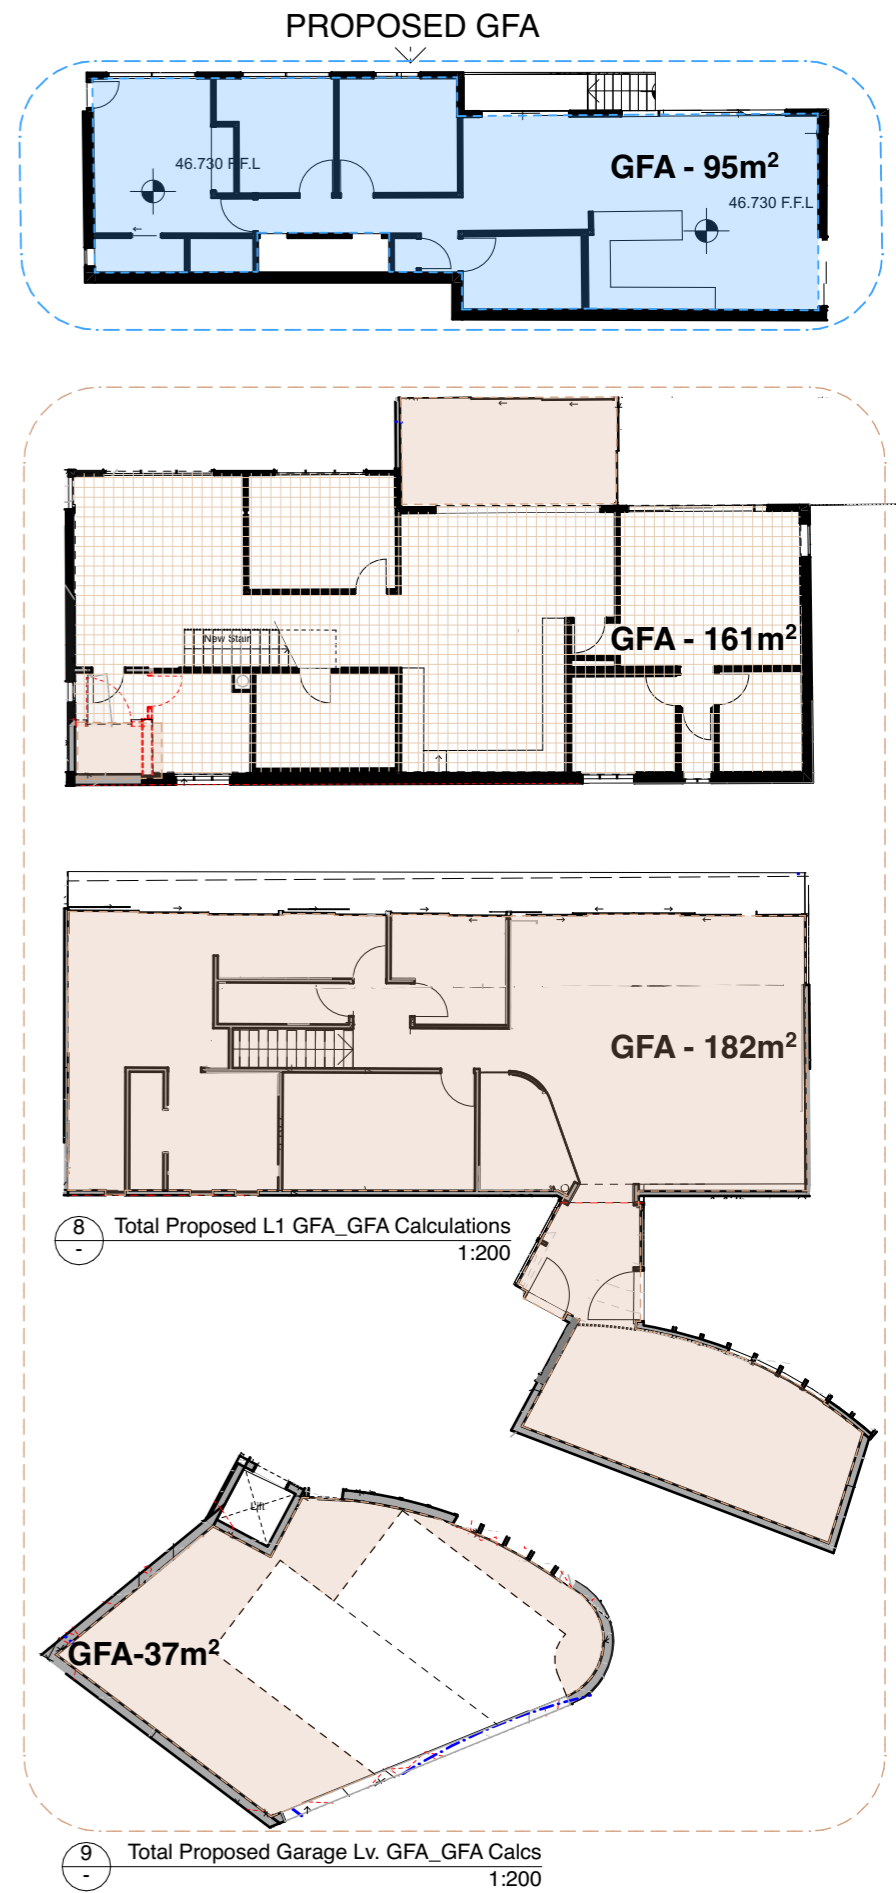 PROPOSED GFA
46.730 F.F.L
GFA - 95m²
46.730 F.F.L
New Stair
GFA - 161m²
GFA - 182m²
8
-
Total Proposed L1 GFA_GFA Calculations
1:200
Lift
GFA-37m²
9
-
Total Proposed Garage Lv. GFA_GFA Calcs
1:200